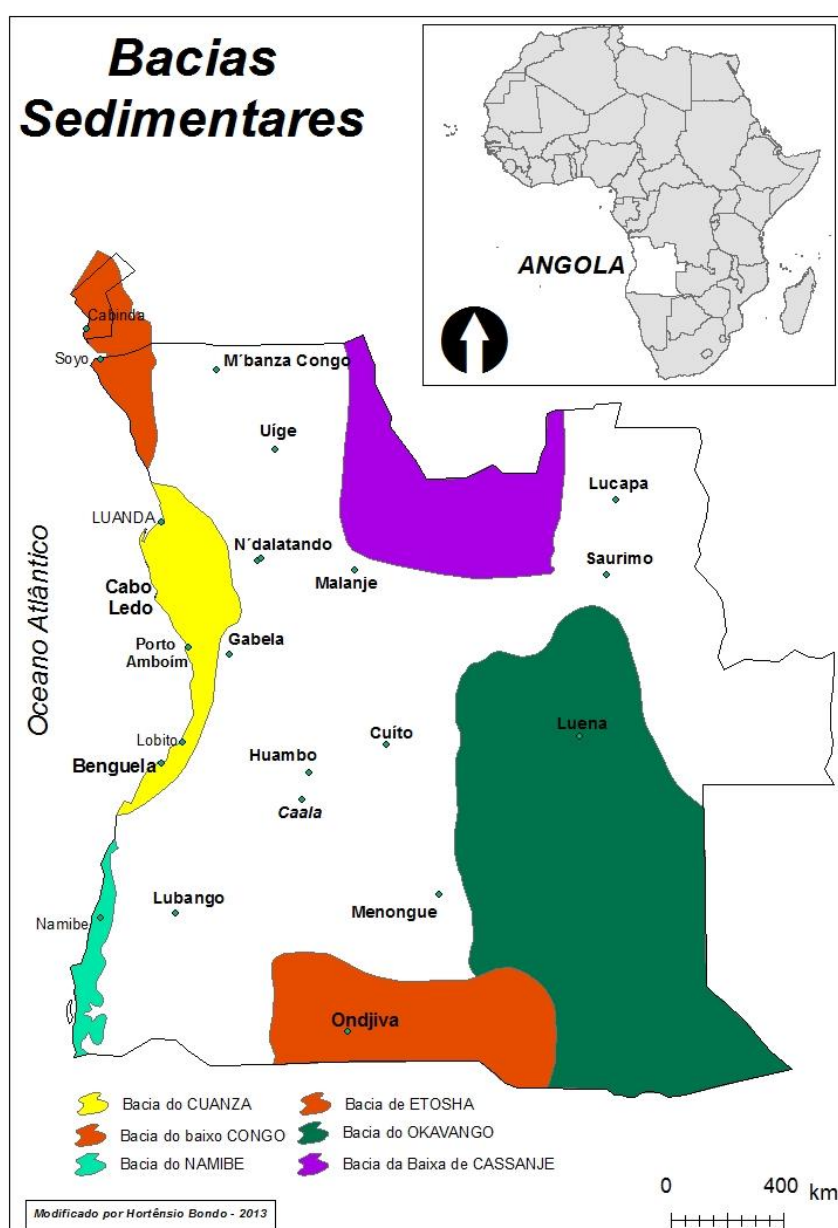 Bacias
Sedimentares
ANGOLA
Cabinda
Soyo
M´banza Congo
Uíge
Lucapa
LUANDA
N´dalatando
Saurimo
Malanje
Cabo
Ledo
Oceano Atlântico
Porto
Amboím
Gabela
Luena
Lobito
Cuíto
Benguela
Huambo
Caala
Lubango
Menongue
Namibe
Ondjiva
Bacia do CUANZA
Bacia de ETOSHA
Bacia do baixo CONGO
Bacia do OKAVANGO
Bacia do NAMIBE
Bacia da Baixa de CASSANJE
0 400 km
Modificado por Hortênsio Bondo - 2013